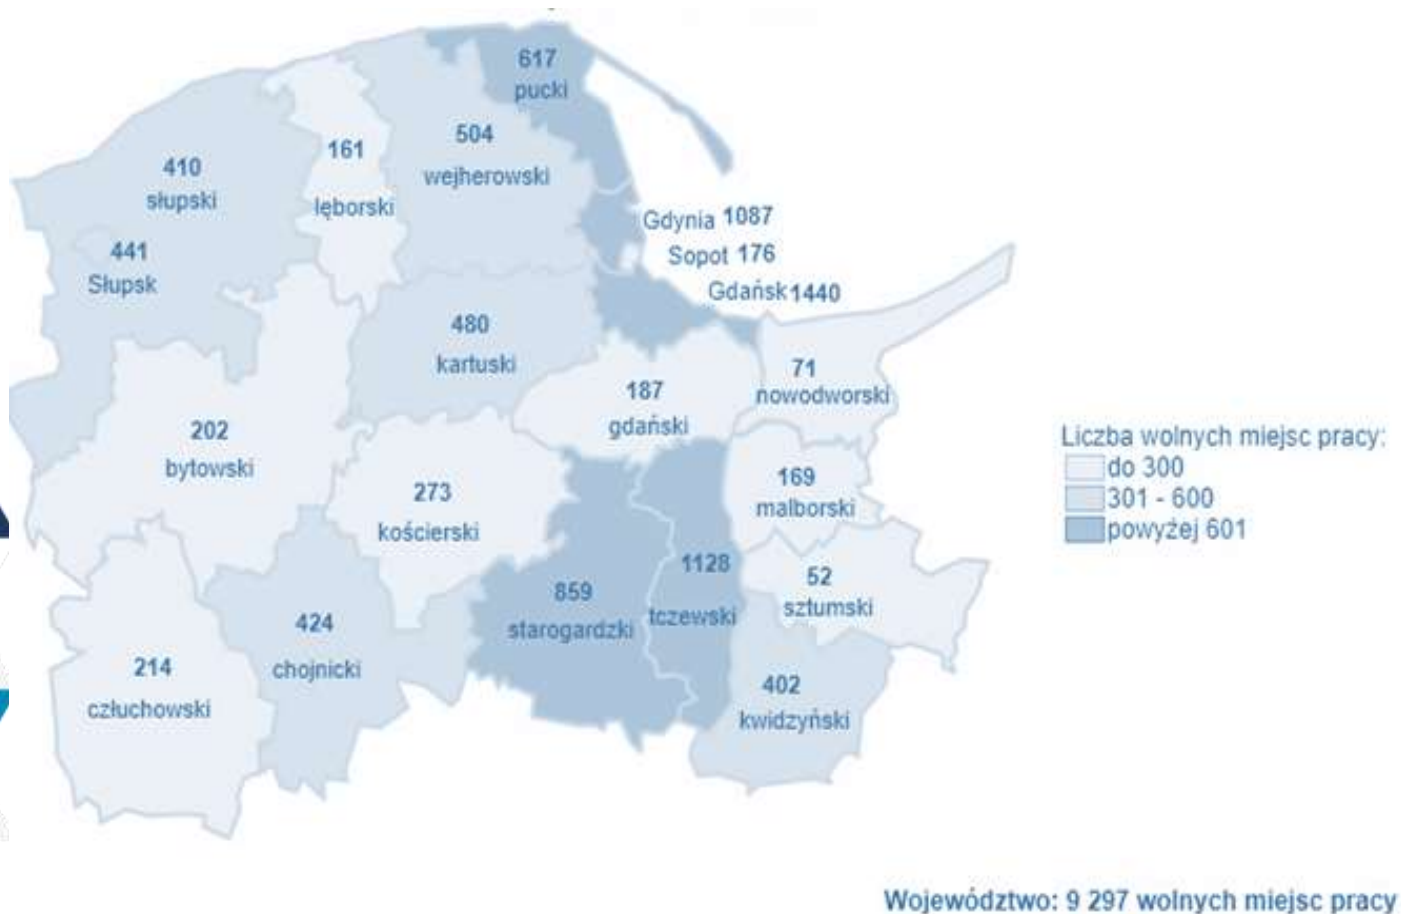 617
pucki
504
wejherowski
161
lęborski
410
słupski
441
Słupsk
Gdynia 1087
Sopot 176
Gdańsk 1440
480
kartuski
71
nowodworski
187
gdański
202
bytowski
273
kościerski
169
malborski
1128
tczewski
52
sztumski
859
starogardzki
424
chojnicki
214
człuchowski
402
kwidzyński
Liczba wolnych miejsc pracy:
do 300
301 - 600
powyżej 601
Województwo: 9 297 wolnych miejsc pracy